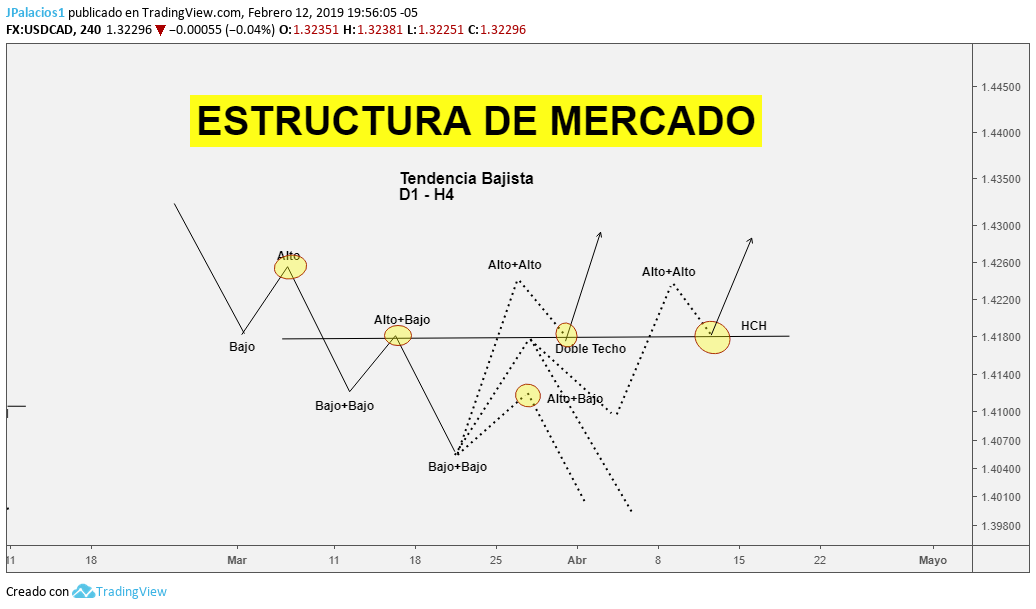 JPalacios1 publicado en TradingView.com, Febrero 12, 2019 19:56:05 -05
FX:USDCAD, 240 1.32296 ▼ −0.00055 (−0.04%) O:1.32351 H:1.32381 L:1.32251 C:1.32296
ESTRUCTURA DE MERCADO
Tendencia Bajista
D1 - H4
Alto
Bajo
Alto+Bajo
Bajo+Bajo
Bajo+Bajo
Alto+Alto
Alto+Alto
HCH
Doble Techo
Alto+Bajo
1.44500
1.44000
1.43500
1.43000
1.42600
1.42200
1.41800
1.41400
1.41000
1.40700
1.40400
1.40100
1.39800
11 18 Mar 11 18 25 Abr 8 15 22 Mayo
Creado con TradingView